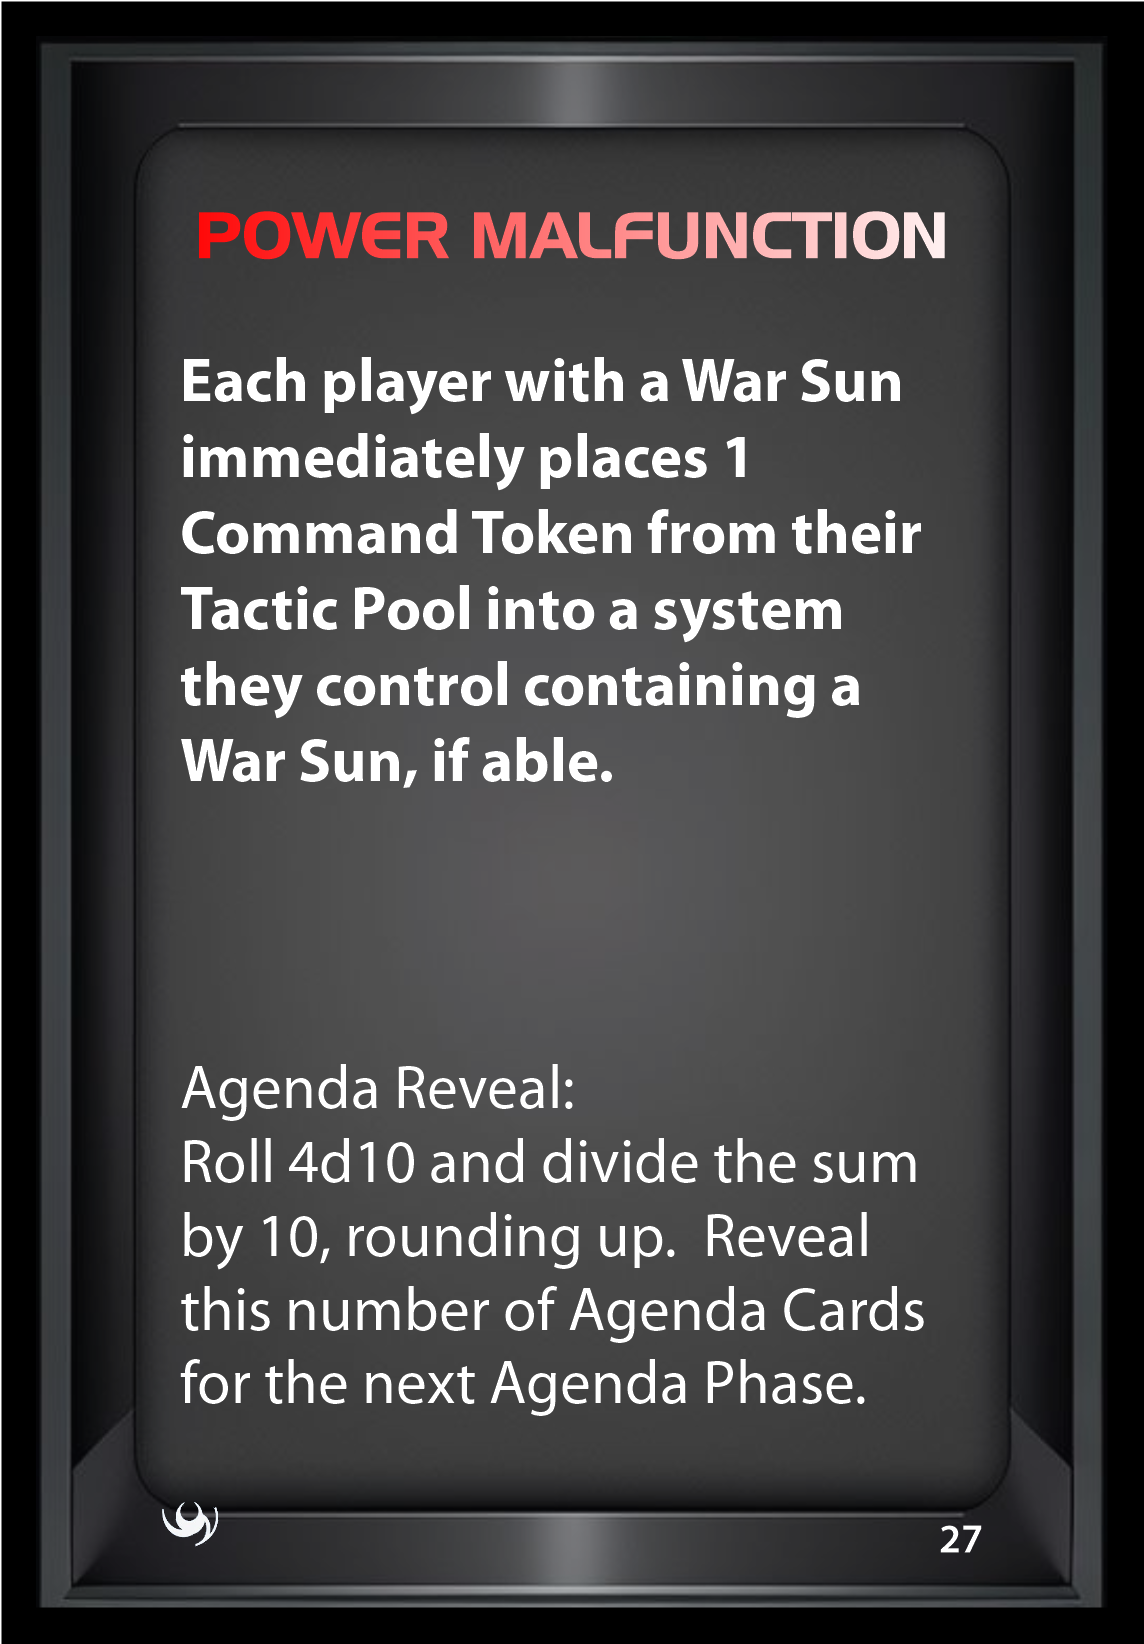 POWER MALFUNCTION
Each player with a War Sun
immediately places 1
Command Token from their
Tactic Pool into a system
they control containing a
War Sun, if able.
Agenda Reveal:
Roll 4d10 and divide the sum
by 10, rounding up.  Reveal
this number of Agenda Cards
for the next Agenda Phase.
27